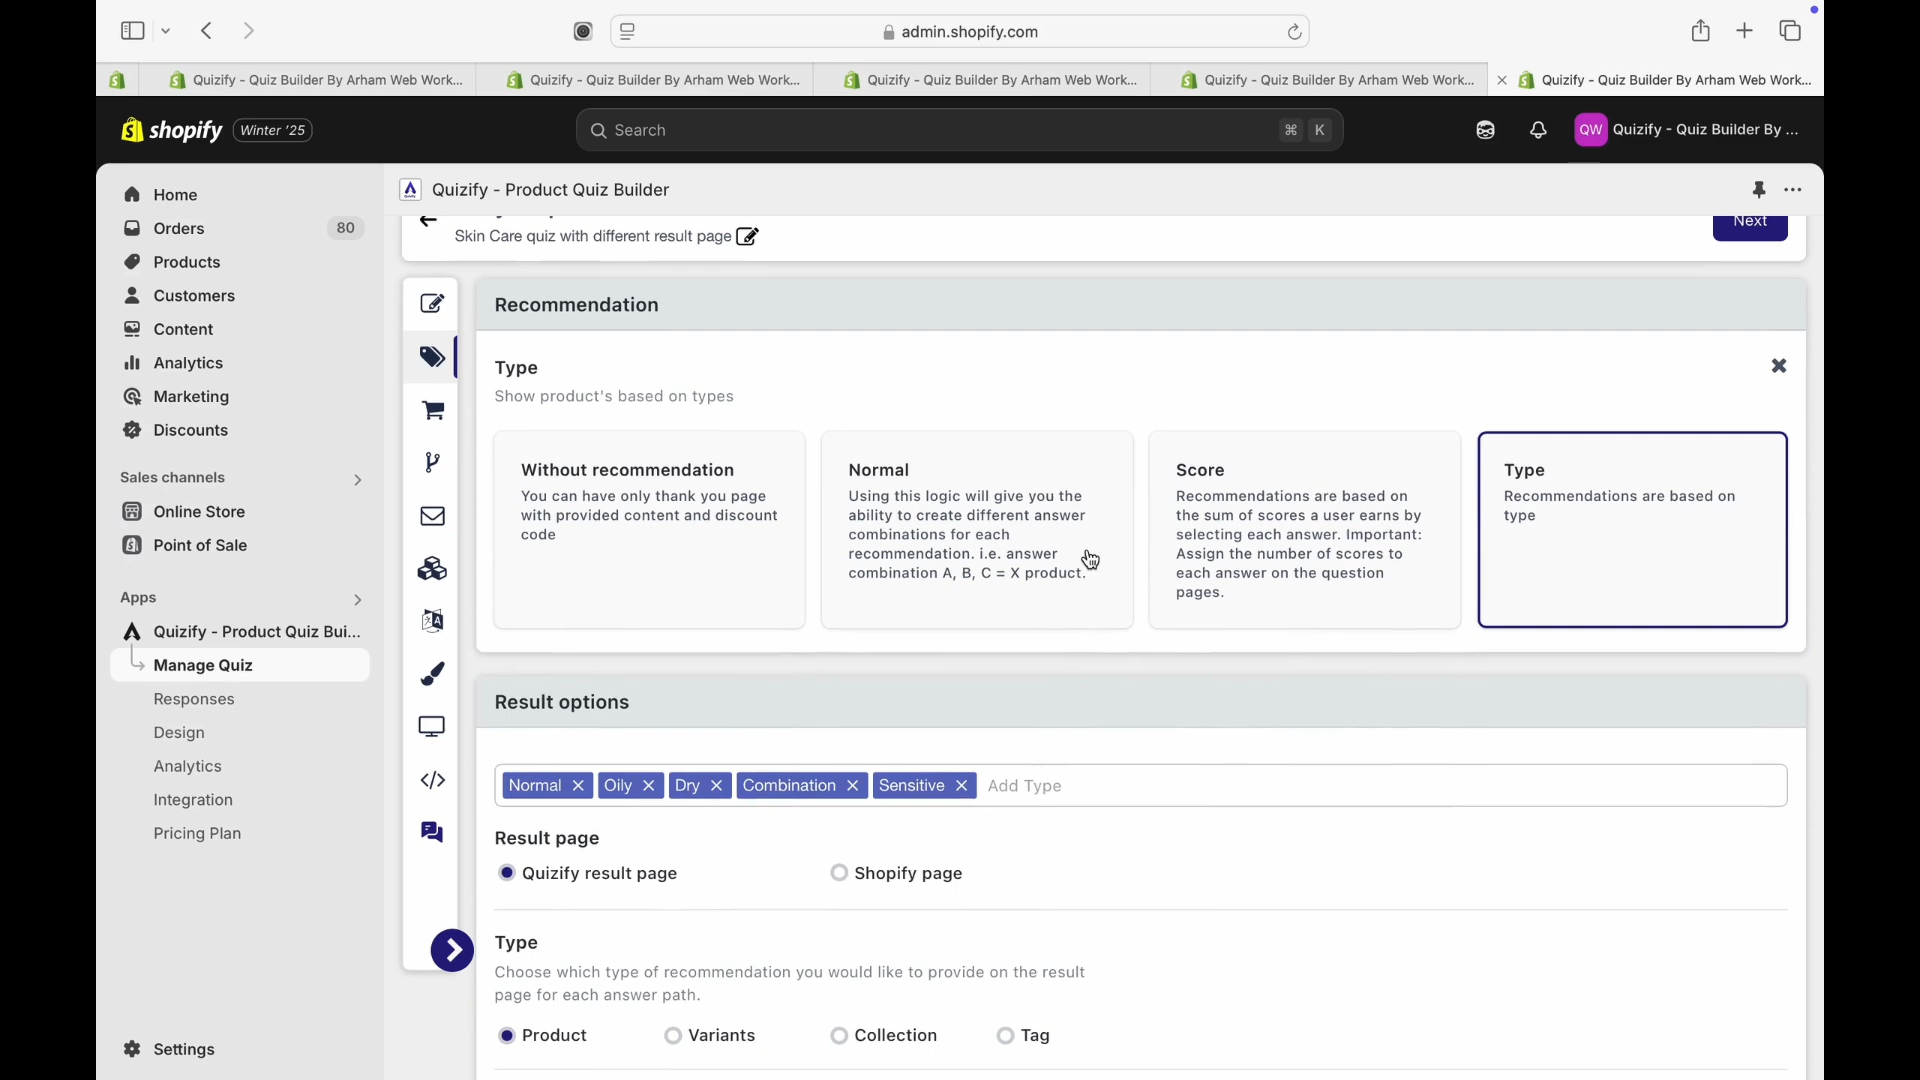 admin.shopify.com
Quizify - Quiz Builder By Arham Web Work...
Quizify - Quiz Builder By Arham Web Work...
Quizify - Quiz Builder By Arham Web Work...
Quizify - Quiz Builder By Arham Web Work...
Quizify - Quiz Builder By Arham Web Work...
shopify
Winter '25
Search
⌘ K
QW
Quizify - Quiz Builder By ...
Home
Orders
80
Products
Customers
Content
Analytics
Marketing
Discounts
Sales channels
Online Store
Point of Sale
Apps
Quizify - Product Quiz Bui...
Manage Quiz
Responses
Design
Analytics
Integration
Pricing Plan
Settings
Quizify - Product Quiz Builder
Skin Care quiz with different result page
Next
Recommendation
Type
Show product's based on types
Without recommendation
You can have only thank you page
with provided content and discount
code
Normal
Using this logic will give you the
ability to create different answer
combinations for each
recommendation. i.e. answer
combination A, B, C = X product.
Score
Recommendations are based on
the sum of scores a user earns by
selecting each answer. Important:
Assign the number of scores to
each answer on the question
pages.
Type
Recommendations are based on
type
Result options
Normal
Oily
Dry
Combination
Sensitive
Add Type
Result page
Quizify result page
Shopify page
Type
Choose which type of recommendation you would like to provide on the result
page for each answer path.
Product
Variants
Collection
Tag